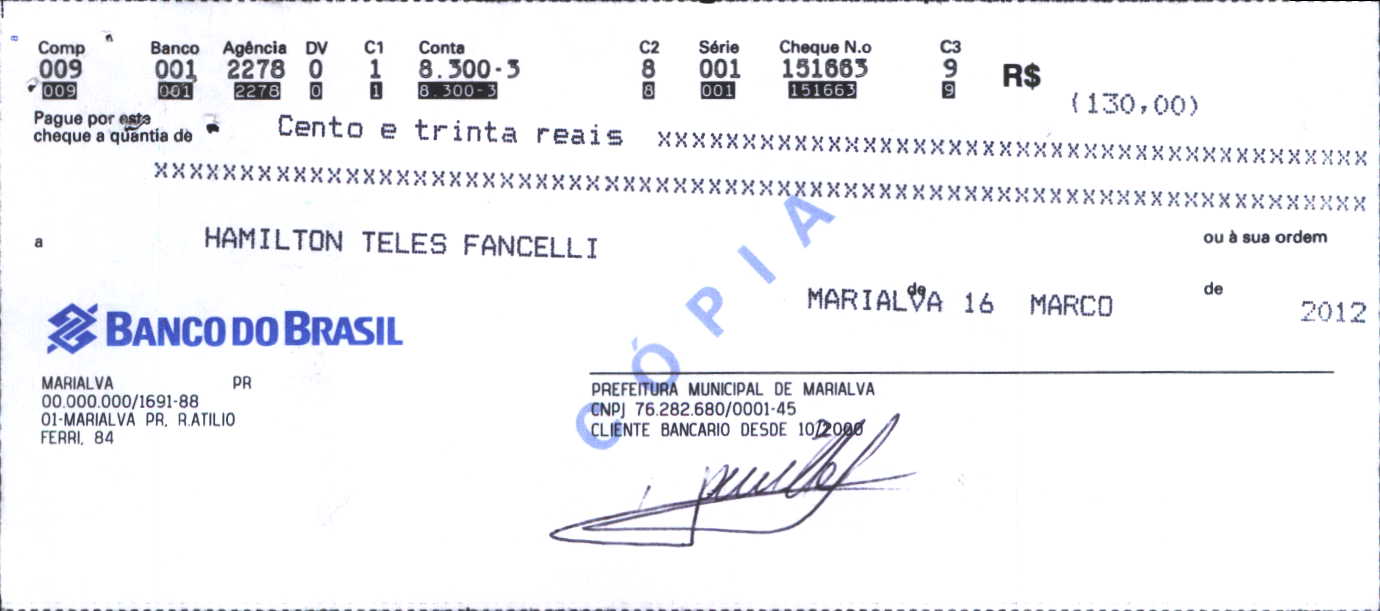 Comp Banco Agência DV C1 Conta C2 Série Cheque N.o C3
009 001 2278 0 1 8.300-3 8 001 151663 9 R$
009 001 2278 0 1 8.300-3 8 001 151663 9 (130,00)
Pague por este
cheque a quantia de Cento e trinta reais XXXXXXXXXXXXXXXXXXXXXXXXXXXXXXXXXXXXXXXXXX
XXXXXXXXXXXXXXXXXXXXXXXXXXXXXXXXXXXXXXXXXXXXXXXXXXXXXXXXXXXXXXXXXXXXXX
a HAMILTON TELES FANCELLI ou à sua ordem
MARIALVA de 16 MARCO de 2012
CÓPIA
BANCO DO BRASIL
MARIALVA PR
00.000.000/1691-88
01-MARIALVA PR. R.ATILIO
FERRI, 84
PREFEITURA MUNICIPAL DE MARIALVA
CNPJ 76.282.680/0001-45
CLIENTE BANCARIO DESDE 10/2000